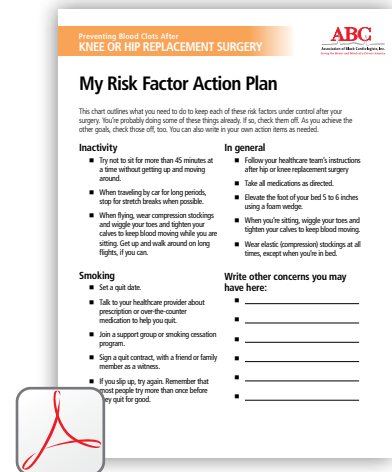 Preventing Blood Clots After
KNEE OR HIP REPLACEMENT SURGERY
ABC
Association of Black Cardiologists, Inc.
My Risk Factor Action Plan
This chart outlines what you need to do to keep each of these risk factors under control after your
surgery. You're probably doing some of these things already. If so, check them off. As you achieve the
other goals, check those off, too. You can also write in your own action items as needed.
Inactivity
■ Try not to sit for more than 45 minutes at
a time without getting up and moving
around.
■ When traveling by car for long periods,
stop for stretch breaks when possible.
■ When flying, wear compression stockings
and wiggle your toes and tighten your
calves to keep blood moving while you are
sitting. Get up and walk around on long
flights, if you can.
Smoking
■ Set a quit date.
■ Talk to your healthcare provider about
prescription or over-the-counter
medication to help you quit.
■ Join a support group or smoking cessation
program.
■ Sign a quit contract, with a friend or family
member as a witness.
■ If you slip up, try again. Remember that
most people try more than once before
they quit for good.
In general
■ Follow your healthcare team's instructions
after hip or knee replacement surgery
■ Take all medications as directed.
■ Elevate the foot of your bed 5 to 6 inches
using a foam wedge.
■ When you're sitting, wiggle your toes and
tighten your calves to keep blood moving.
■ Wear elastic (compression) stockings at all
times, except when you're in bed.
Write other concerns you may
have here: